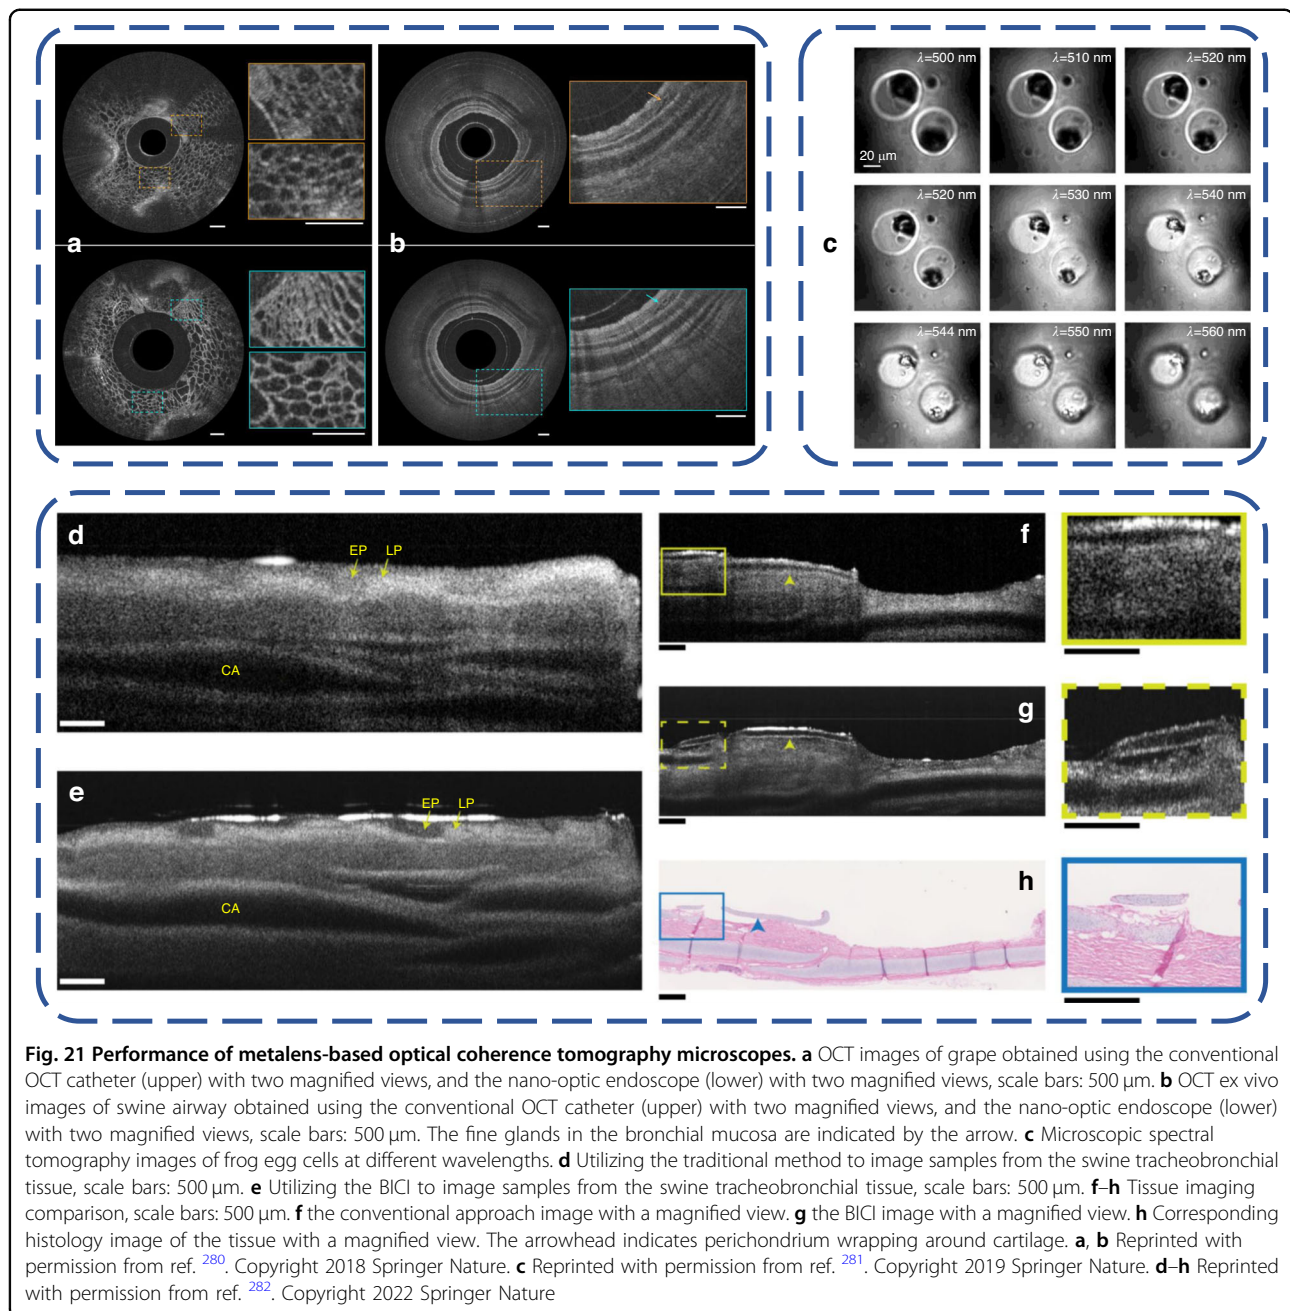 a
b
c
λ=500 nm
λ=510 nm
λ=520 nm
20 μm
λ=520 nm
λ=530 nm
λ=540 nm
λ=544 nm
λ=550 nm
λ=560 nm
d
EP
LP
CA
e
EP
LP
CA
f
g
h
Fig. 21 Performance of metalens-based optical coherence tomography microscopes. a OCT images of grape obtained using the conventional
OCT catheter (upper) with two magnified views, and the nano-optic endoscope (lower) with two magnified views, scale bars: 500 μm. b OCT ex vivo
images of swine airway obtained using the conventional OCT catheter (upper) with two magnified views, and the nano-optic endoscope (lower)
with two magnified views, scale bars: 500 μm. The fine glands in the bronchial mucosa are indicated by the arrow. c Microscopic spectral
tomography images of frog egg cells at different wavelengths. d Utilizing the traditional method to image samples from the swine tracheobronchial
tissue, scale bars: 500 μm. e Utilizing the BICI to image samples from the swine tracheobronchial tissue, scale bars: 500 μm. f–h Tissue imaging
comparison, scale bars: 500 μm. f the conventional approach image with a magnified view. g the BICI image with a magnified view. h Corresponding
histology image of the tissue with a magnified view. The arrowhead indicates perichondrium wrapping around cartilage. a, b Reprinted with
permission from ref. 280. Copyright 2018 Springer Nature. c Reprinted with permission from ref. 281. Copyright 2019 Springer Nature. d–h Reprinted
with permission from ref. 282. Copyright 2022 Springer Nature